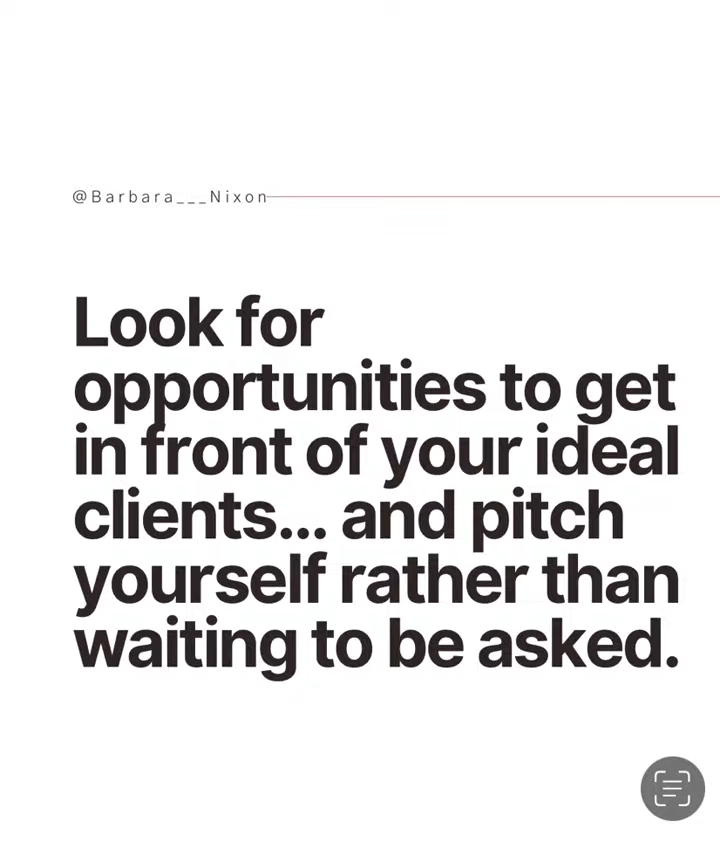 @Barbara___Nixon
Look for
opportunities to get
in front of your ideal
clients... and pitch
yourself rather than
waiting to be asked.